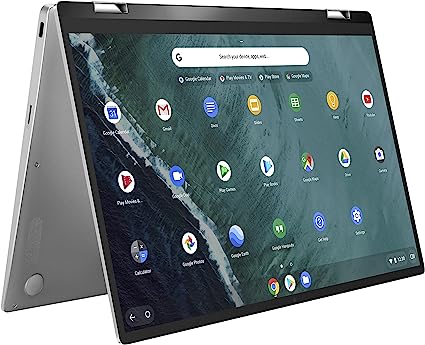 Search your device, apps, web...
Google Calendar Play Movies & TV Play Store Google Maps
Google Calendar Gmail Docs Slides Sheets Keep Youtube
Play Movies &... Google Duo Play Games Play Books Google Maps Drive Camera
Calculator Google Photos Google Earth Google Hangouts Get Help Settings
12:30